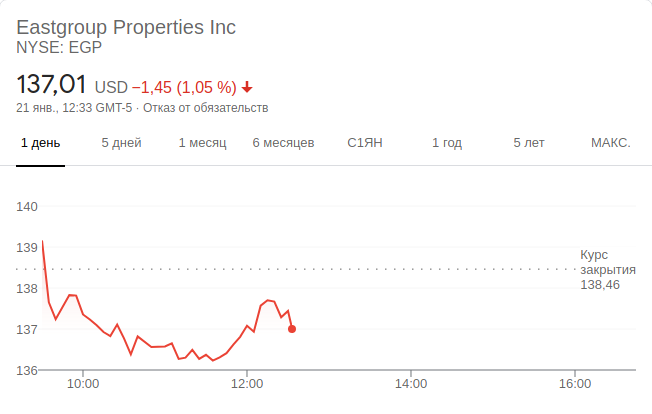 Eastgroup Properties Inc
NYSE: EGP
137,01 USD −1,45 (1,05 %)
21 янв., 12:33 GMT-5 · Отказ от обязательств
1 день 5 дней 1 месяц 6 месяцев С1ЯН 1 год 5 лет МАКС.
140
139
Курс
закрытия
138,46
138
137
136
10:00 12:00 14:00 16:00